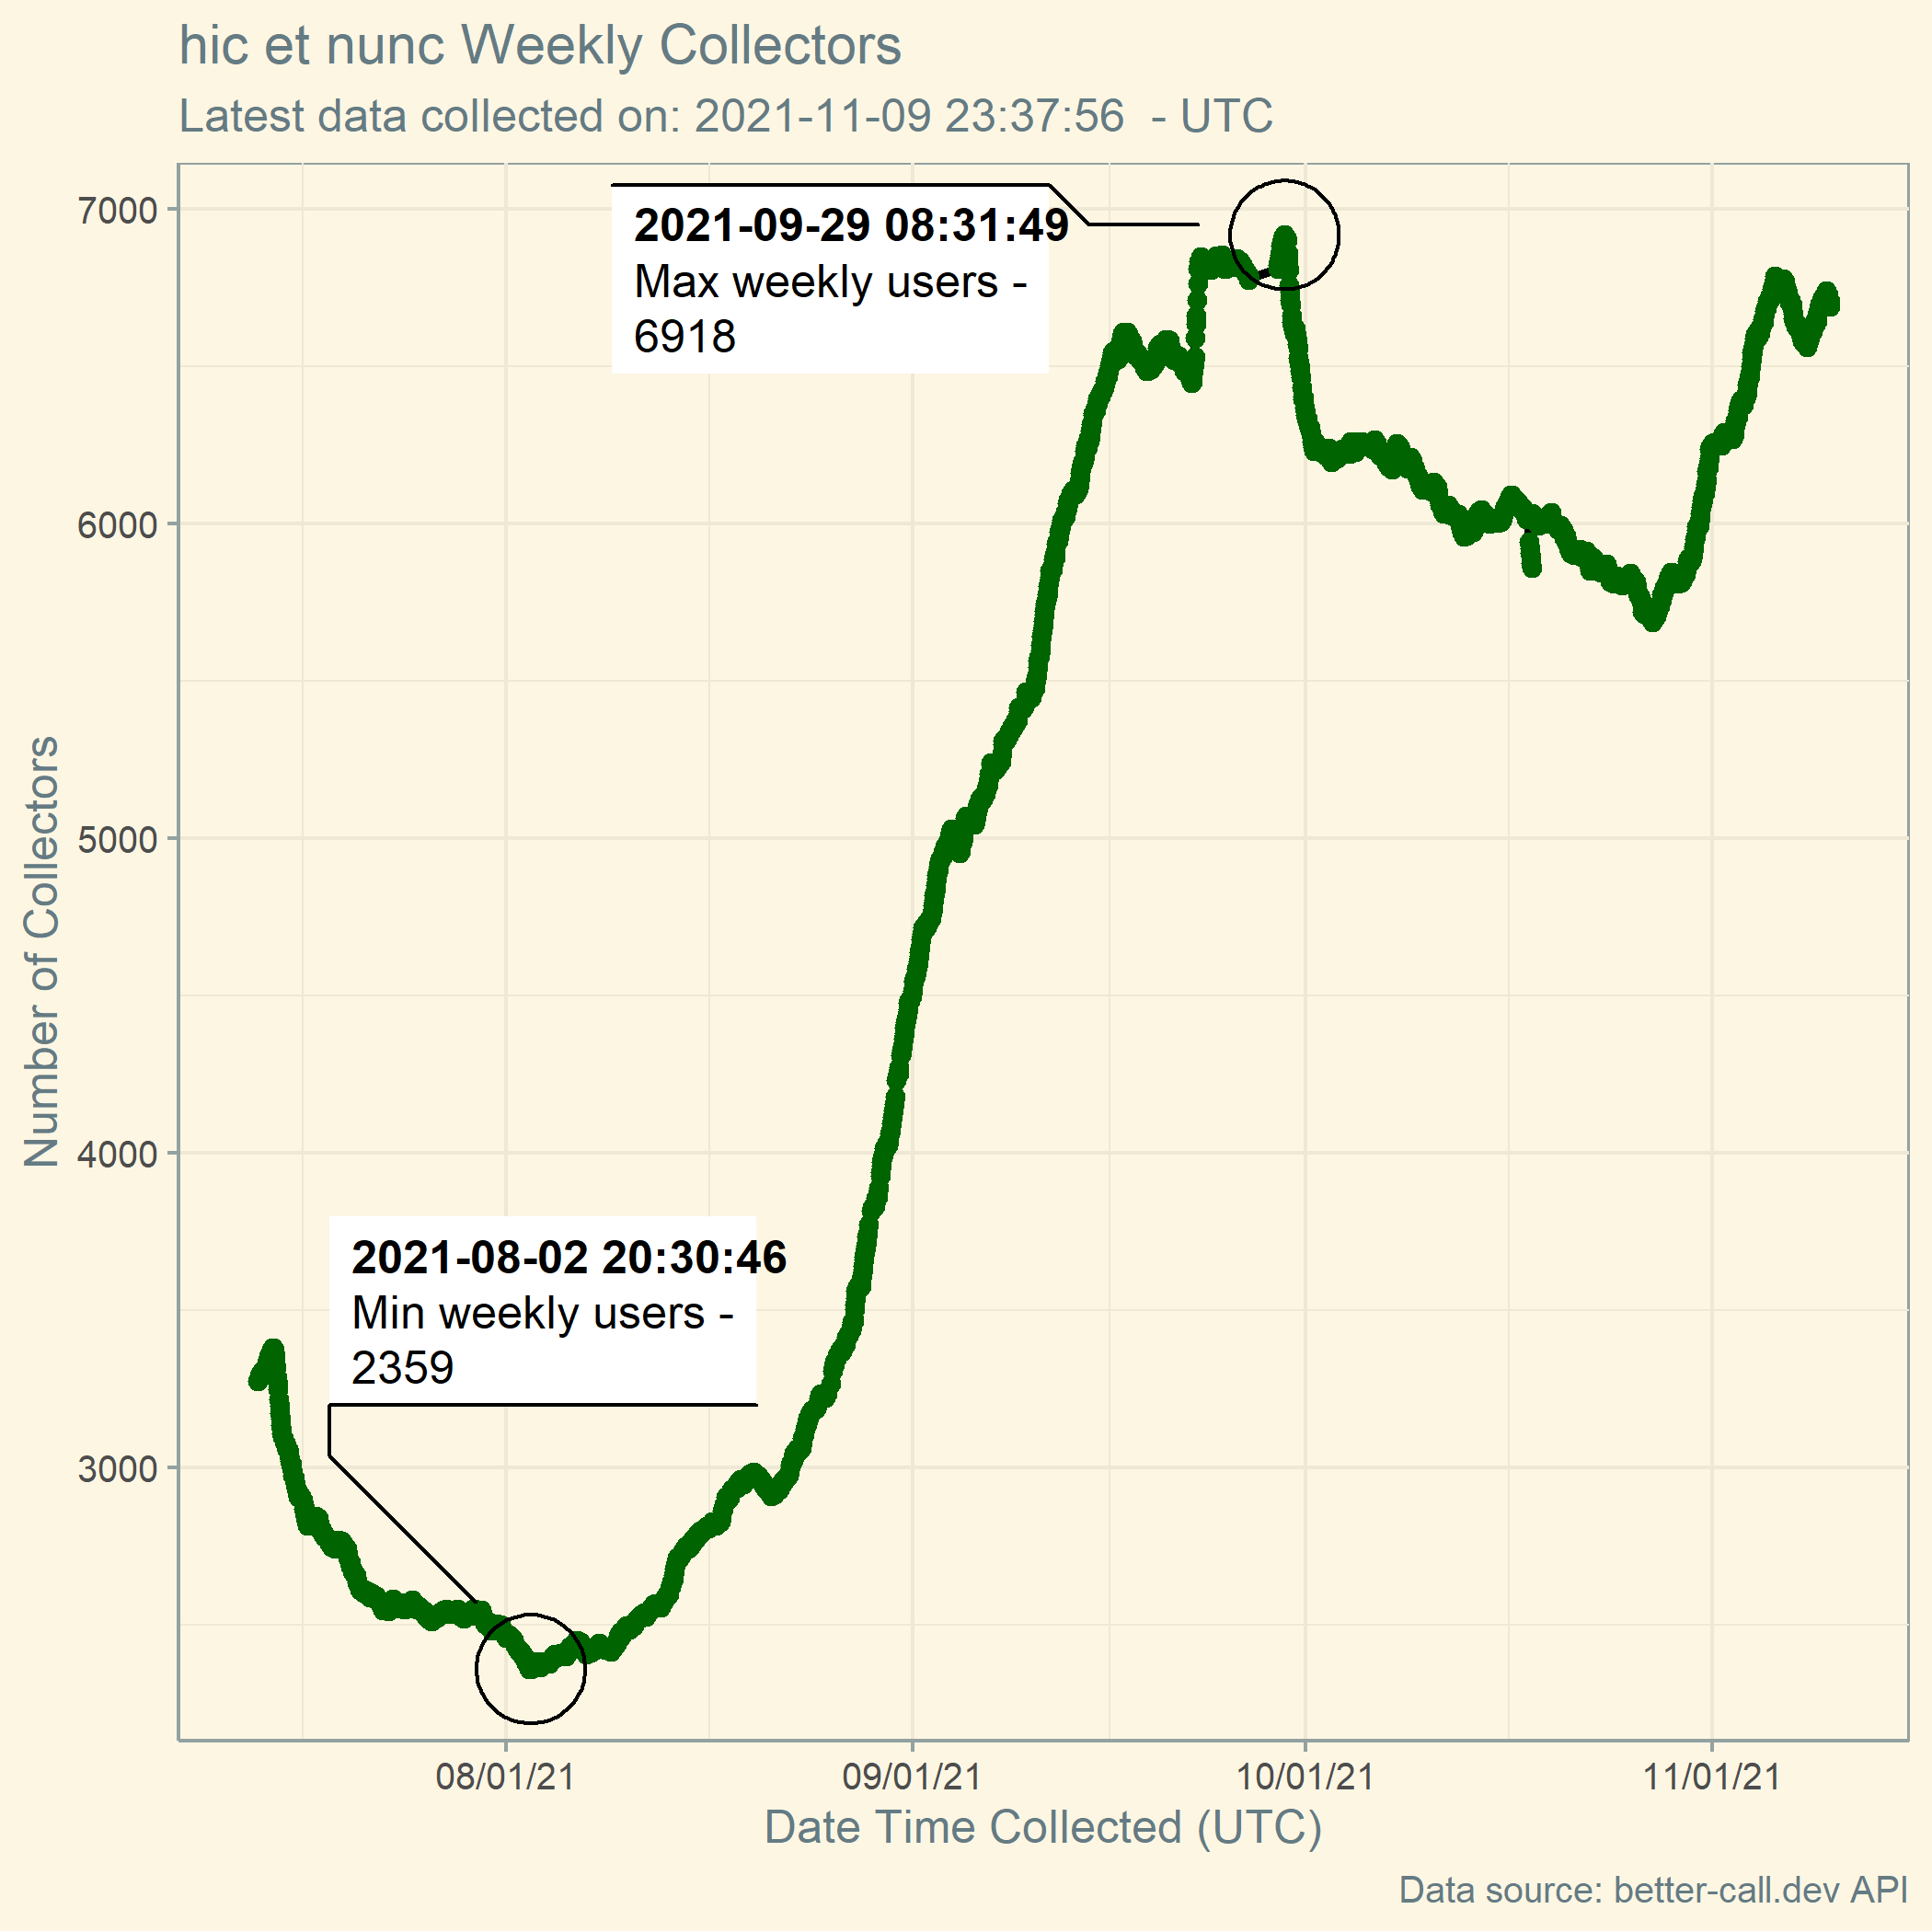 hic et nunc Weekly Collectors
Latest data collected on: 2021-11-09 23:37:56  - UTC
2021-09-29 08:31:49
Max weekly users -
6918
7000
6000
5000
4000
3000
Number of Collectors
2021-08-02 20:30:46
Min weekly users -
2359
08/01/21
09/01/21
10/01/21
11/01/21
Date Time Collected (UTC)
Data source: better-call.dev API